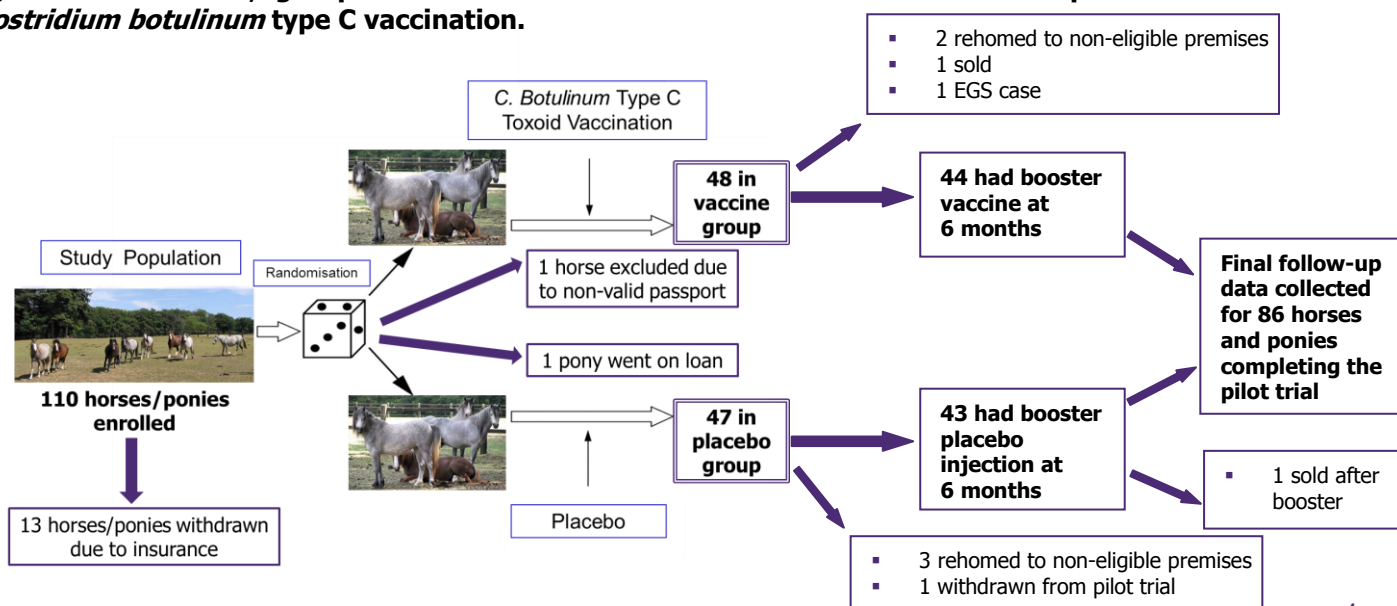 ostridium botulinum type C vaccination.
▪ 2 rehomed to non-eligible premises
▪ 1 sold
▪ 1 EGS case
C. Botulinum Type C
Toxoid Vaccination
48 in
vaccine
group
44 had booster
vaccine at
6 months
Study Population
Randomisation
1 horse excluded due
to non-valid passport
1 pony went on loan
Final follow-up
data collected
for 86 horses
and ponies
completing the
pilot trial
110 horses/ponies
enrolled
47 in
placebo
group
43 had booster
placebo
injection at
6 months
▪ 1 sold after
booster
13 horses/ponies withdrawn
due to insurance
Placebo
▪ 3 rehomed to non-eligible premises
▪ 1 withdrawn from pilot trial